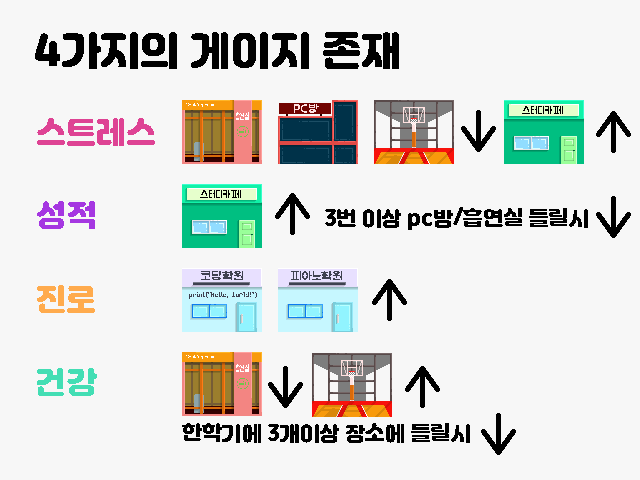 4가지의 게이지 존재
스트레스
PC방
스터디카페
성적
스터디카페
3번 이상 pc방/흡연실 들릴시
진로
코딩학원
피아노학원
건강
한학기에 3개이상 장소에 들릴시